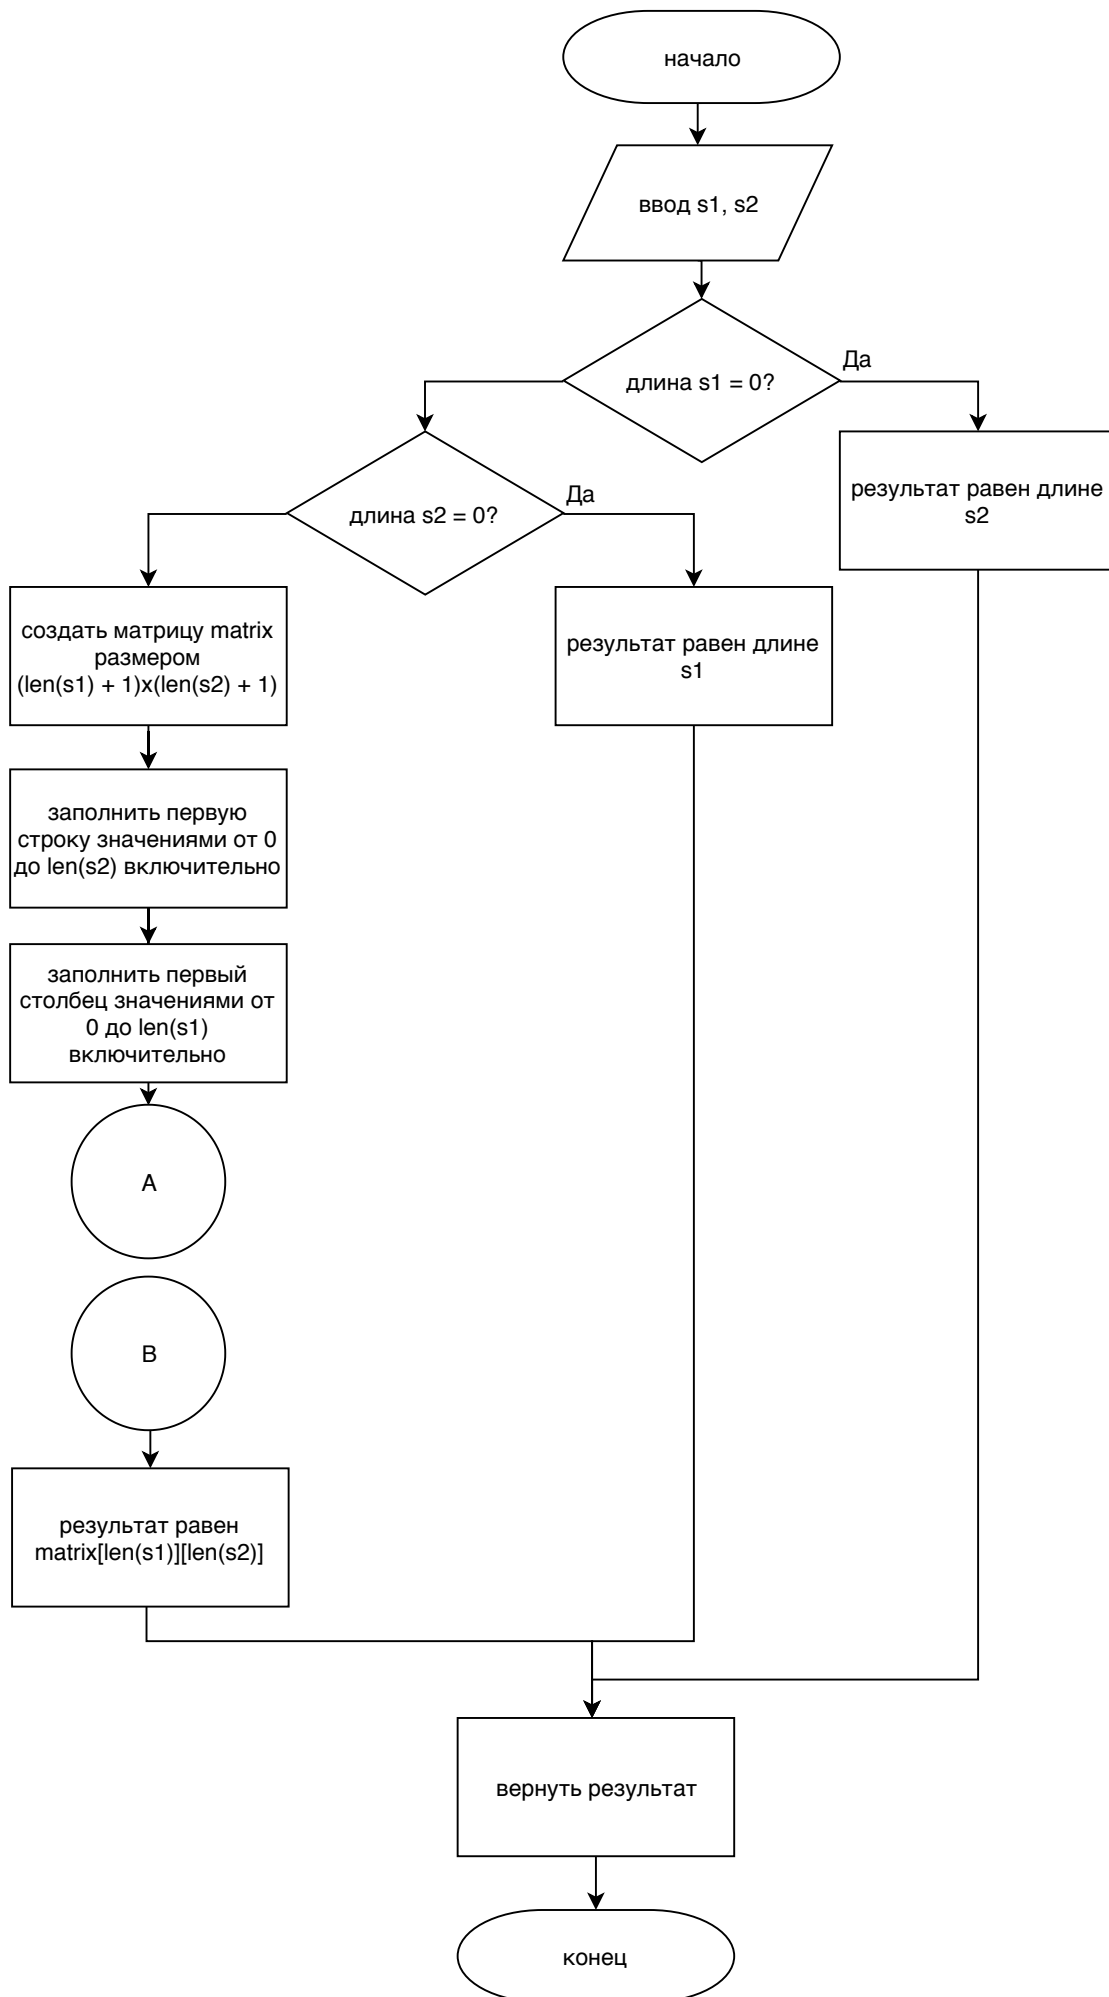 начало
ввод s1, s2
длина s1 = 0?
Да
результат равен длине
s2
длина s2 = 0?
Да
результат равен длине
s1
создать матрицу matrix
размером
(len(s1) + 1)x(len(s2) + 1)
заполнить первую
строку значениями от 0
до len(s2) включительно
заполнить первый
столбец значениями от
0 до len(s1)
включительно
A
B
результат равен
matrix[len(s1)][len(s2)]
вернуть результат
конец